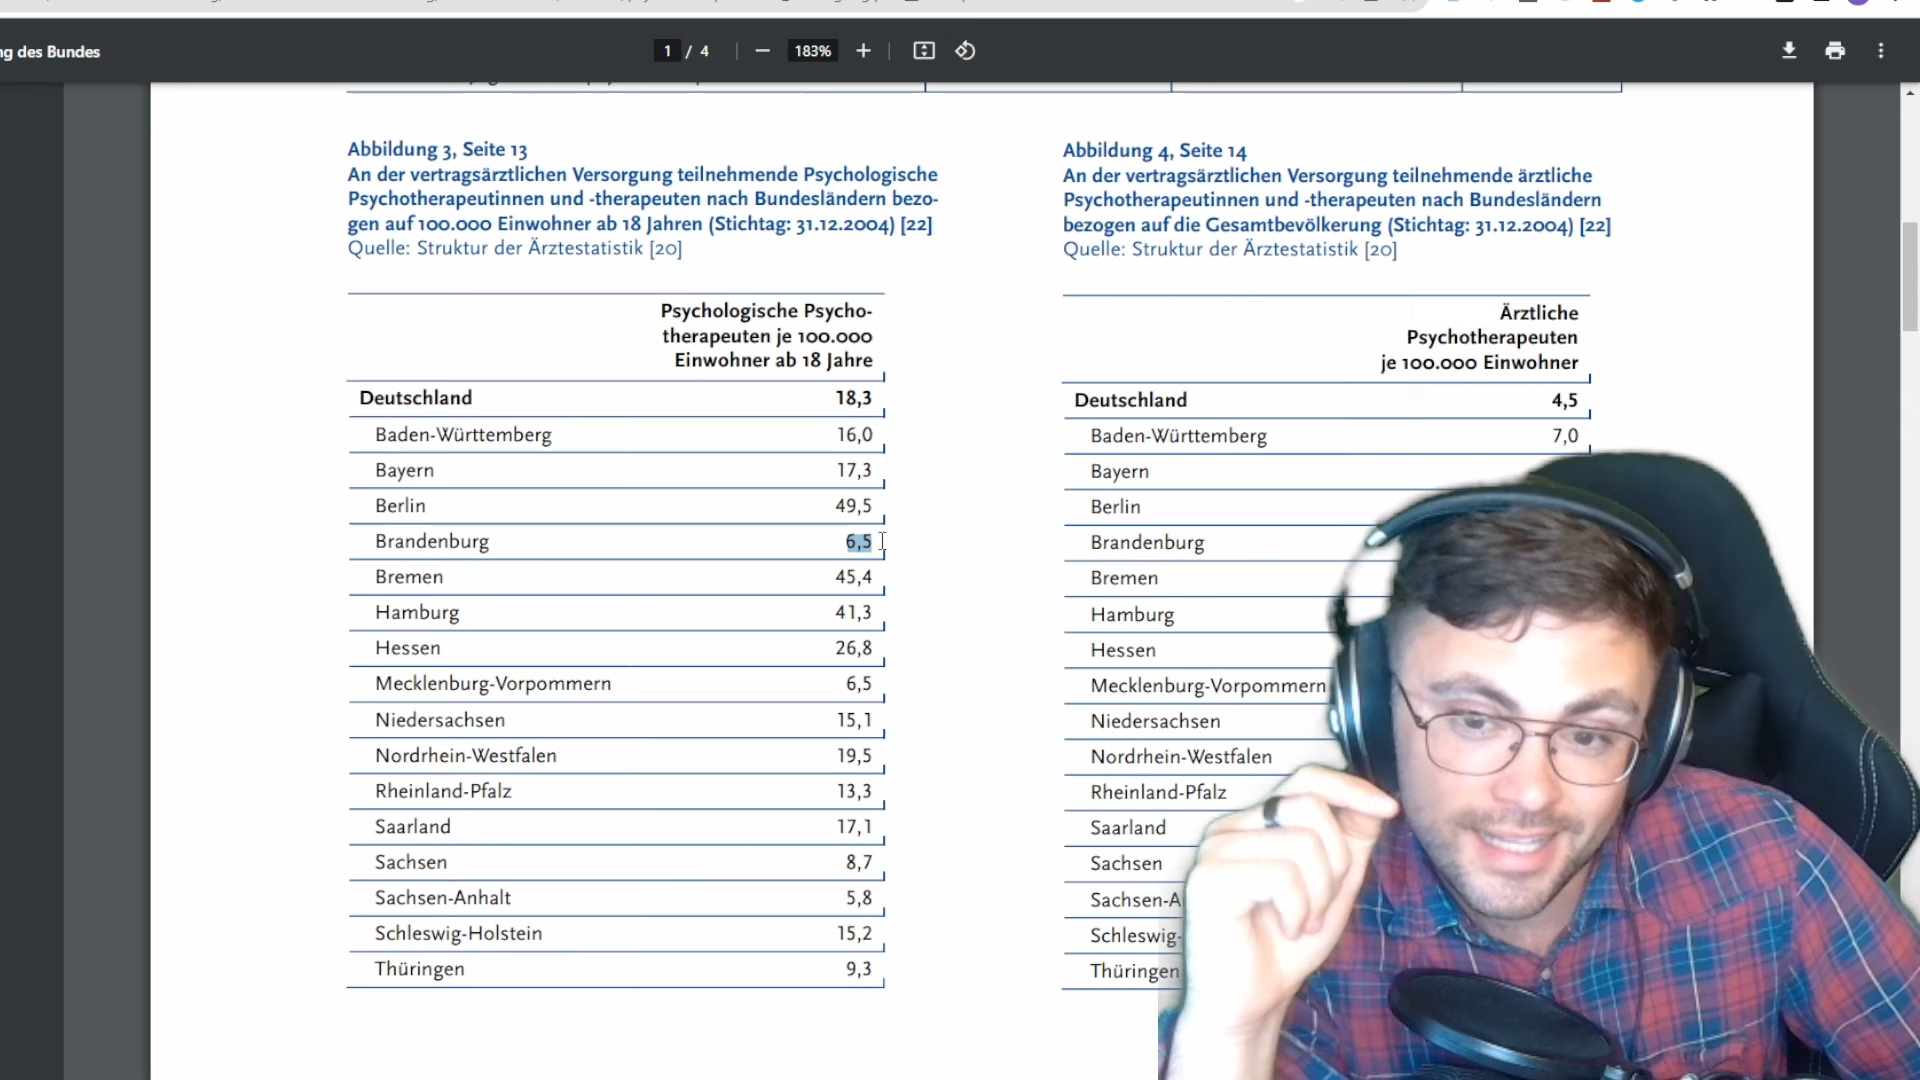 ng des Bundes
1 / 4
183%
Abbildung 3, Seite 13
An der vertragsärztlichen Versorgung teilnehmende Psychologische
Psychotherapeutinnen und -therapeuten nach Bundesländern bezo-
gen auf 100.000 Einwohner ab 18 Jahren (Stichtag: 31.12.2004) [22]
Quelle: Struktur der Ärztestatistik [20]
Psychologische Psycho-
therapeuten je 100.000
Einwohner ab 18 Jahre
Deutschland 18,3
Baden-Württemberg 16,0
Bayern 17,3
Berlin 49,5
Brandenburg 6,5
Bremen 45,4
Hamburg 41,3
Hessen 26,8
Mecklenburg-Vorpommern 6,5
Niedersachsen 15,1
Nordrhein-Westfalen 19,5
Rheinland-Pfalz 13,3
Saarland 17,1
Sachsen 8,7
Sachsen-Anhalt 5,8
Schleswig-Holstein 15,2
Thüringen 9,3
Abbildung 4, Seite 14
An der vertragsärztlichen Versorgung teilnehmende ärztliche
Psychotherapeutinnen und -therapeuten nach Bundesländern
bezogen auf die Gesamtbevölkerung (Stichtag: 31.12.2004) [22]
Quelle: Struktur der Ärztestatistik [20]
Ärztliche
Psychotherapeuten
je 100.000 Einwohner
Deutschland 4,5
Baden-Württemberg 7,0
Bayern
Berlin
Brandenburg
Bremen
Hamburg
Hessen
Mecklenburg-Vorpommern
Niedersachsen
Nordrhein-Westfalen
Rheinland-Pfalz
Saarland
Sachsen
Sachsen-A
Schleswig-
Thüringen